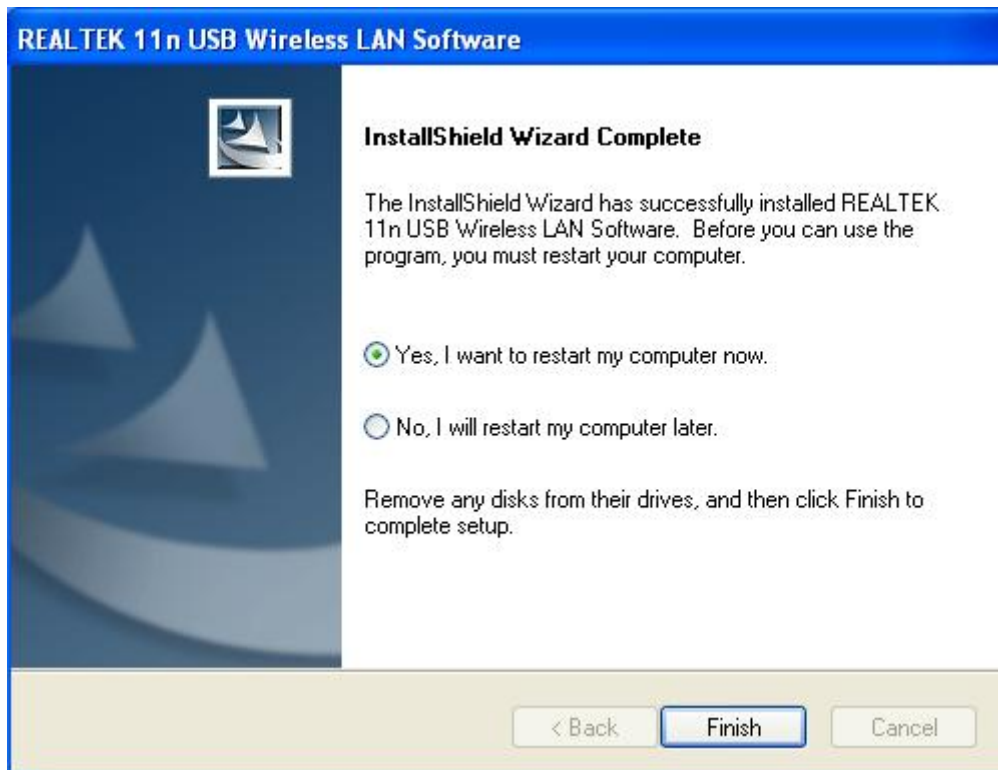 REALTEK 11n USB Wireless LAN Software
InstallShield Wizard Complete
The InstallShield Wizard has successfully installed REALTEK
11n USB Wireless LAN Software. Before you can use the
program, you must restart your computer.
Yes, I want to restart my computer now.
No, I will restart my computer later.
Remove any disks from their drives, and then click Finish to
complete setup.
< Back Finish Cancel